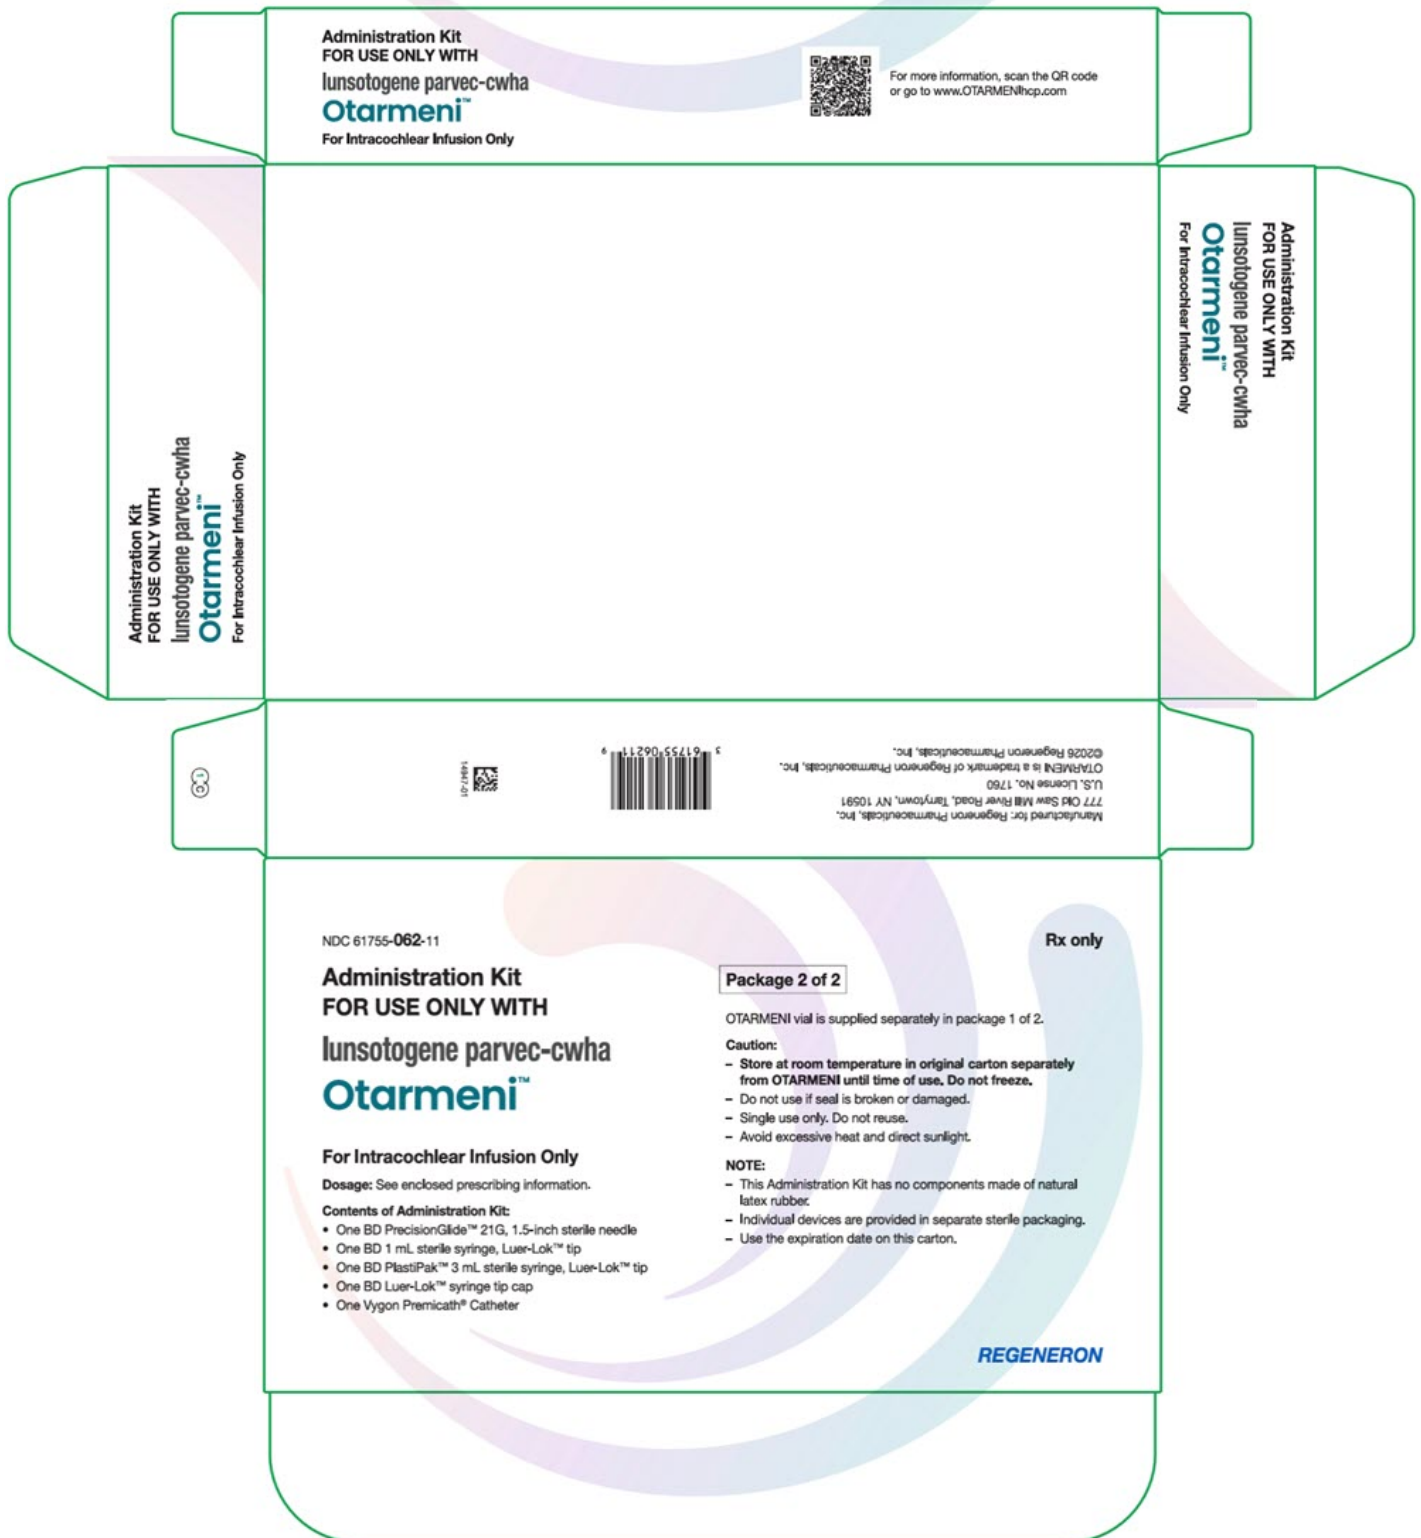 Administration Kit
FOR USE ONLY WITH
lunsotogene parvec-cwha
Otarmeni™
For Intracochlear Infusion Only
For more information, scan the QR code
or go to www.OTARMENIhcp.com
Administration Kit
FOR USE ONLY WITH
lunsotogene parvec-cwha
Otarmeni™
For Intracochlear Infusion Only
Administration Kit
FOR USE ONLY WITH
lunsotogene parvec-cwha
Otarmeni™
For Intracochlear Infusion Only
Manufactured for: Regeneron Pharmaceuticals, Inc.
777 Old Saw Mill River Road, Tarrytown, NY 10591
U.S. License No. 1760
OTARMENI is a trademark of Regeneron Pharmaceuticals, Inc.
©2026 Regeneron Pharmaceuticals, Inc.
3 61755 06211 9
14947-01
1 C
NDC 61755-062-11
Administration Kit
FOR USE ONLY WITH
lunsotogene parvec-cwha
Otarmeni™
For Intracochlear Infusion Only
Dosage: See enclosed prescribing information.
Contents of Administration Kit:
• One BD PrecisionGlide™ 21G, 1.5-inch sterile needle
• One BD 1 mL sterile syringe, Luer-Lok™ tip
• One BD PlastiPak™ 3 mL sterile syringe, Luer-Lok™ tip
• One BD Luer-Lok™ syringe tip cap
• One Vygon Premicath® Catheter
Rx only
Package 2 of 2
OTARMENI vial is supplied separately in package 1 of 2.
Caution:
– Store at room temperature in original carton separately
from OTARMENI until time of use. Do not freeze.
– Do not use if seal is broken or damaged.
– Single use only. Do not reuse.
– Avoid excessive heat and direct sunlight.
NOTE:
– This Administration Kit has no components made of natural
latex rubber.
– Individual devices are provided in separate sterile packaging.
– Use the expiration date on this carton.
REGENERON